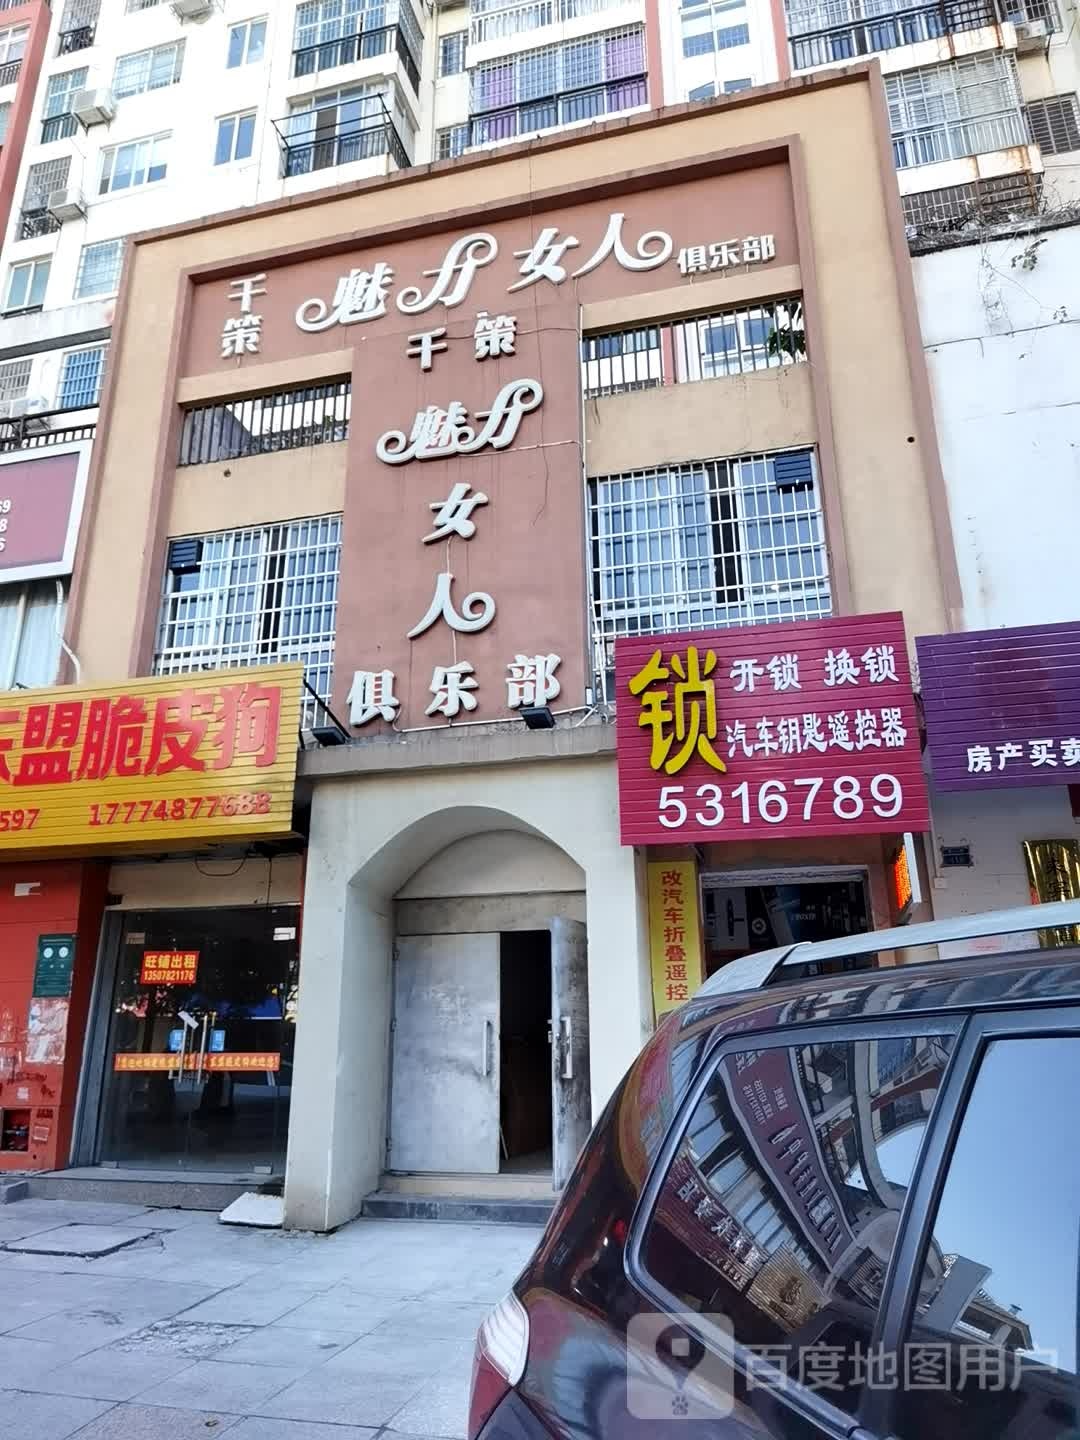 千策 魅力女人 俱乐部
千策
魅力
女
人
俱乐部
盟脆皮狗
597 17774877688
旺铺出租
13507821176
锁
开锁 换锁
汽车钥匙遥控器
5316789
改汽车折叠遥控
房产买卖
百度地图用户